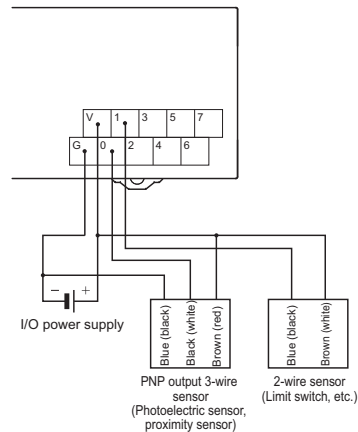 V 1 3 5 7
G 0 2 4 6
− +
I/O power supply
Blue (black)
Black (white)
Brown (red)
Blue (black)
Brown (white)
PNP output 3-wire
sensor
(Photoelectric sensor,
proximity sensor)
2-wire sensor
(Limit switch, etc.)